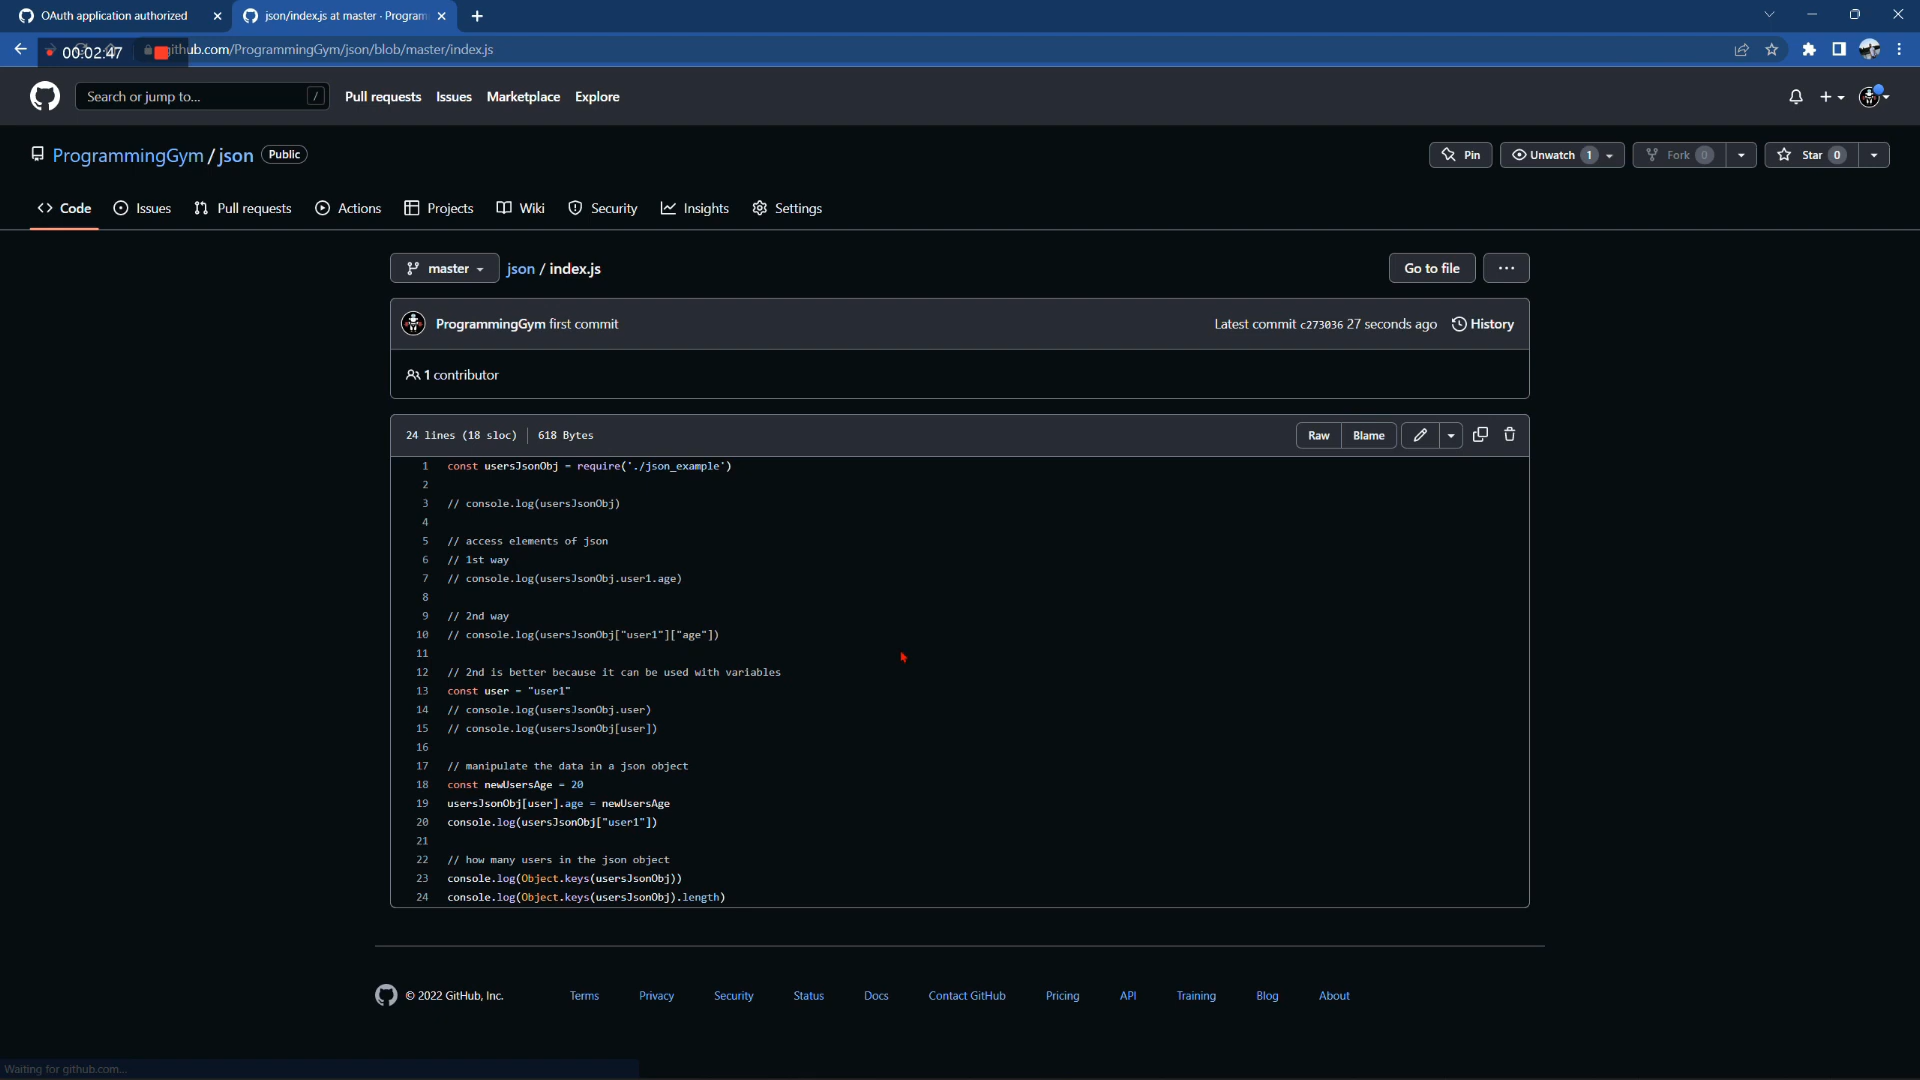 OAuth application authorized
json/index.js at master · Program
00:02:47
github.com/ProgrammingGym/json/blob/master/index.js
Search or jump to...
/
Pull requests
Issues
Marketplace
Explore
ProgrammingGym / json
Public
Pin
Unwatch 1
Fork 0
Star 0
Code
Issues
Pull requests
Actions
Projects
Wiki
Security
Insights
Settings
master
json / index.js
Go to file
ProgrammingGym first commit
Latest commit c273036 27 seconds ago
History
1 contributor
24 lines (18 sloc)
618 Bytes
Raw
Blame
1 const usersJsonObj = require('./json_example')
2
3 // console.log(usersJsonObj)
4
5 // access elements of json
6 // 1st way
7 // console.log(usersJsonObj.user1.age)
8
9 // 2nd way
10 // console.log(usersJsonObj["user1"]["age"])
11
12 // 2nd is better because it can be used with variables
13 const user = "user1"
14 // console.log(usersJsonObj.user)
15 // console.log(usersJsonObj[user])
16
17 // manipulate the data in a json object
18 const newUsersAge = 20
19 usersJsonObj[user].age = newUsersAge
20 console.log(usersJsonObj["user1"])
21
22 // how many users in the json object
23 console.log(Object.keys(usersJsonObj))
24 console.log(Object.keys(usersJsonObj).length)
© 2022 GitHub, Inc.
Terms
Privacy
Security
Status
Docs
Contact GitHub
Pricing
API
Training
Blog
About
Waiting for github.com...